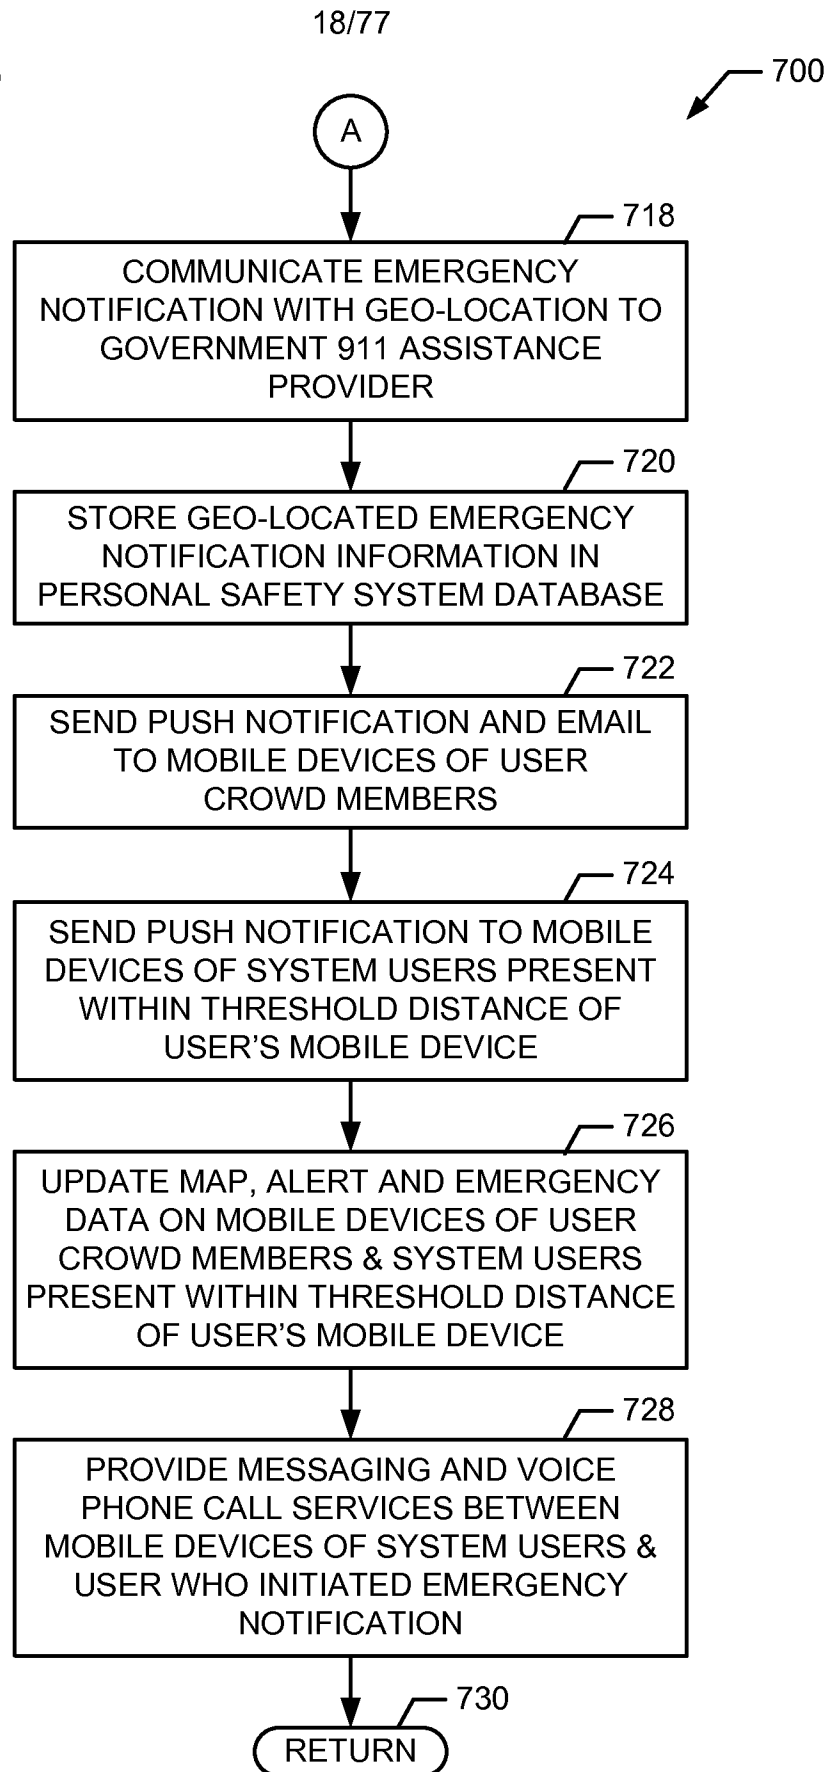 18/77
700
A
718
COMMUNICATE EMERGENCY
NOTIFICATION WITH GEO-LOCATION TO
GOVERNMENT 911 ASSISTANCE
PROVIDER
720
STORE GEO-LOCATED EMERGENCY
NOTIFICATION INFORMATION IN
PERSONAL SAFETY SYSTEM DATABASE
722
SEND PUSH NOTIFICATION AND EMAIL
TO MOBILE DEVICES OF USER
CROWD MEMBERS
724
SEND PUSH NOTIFICATION TO MOBILE
DEVICES OF SYSTEM USERS PRESENT
WITHIN THRESHOLD DISTANCE OF
USER’S MOBILE DEVICE
726
UPDATE MAP, ALERT AND EMERGENCY
DATA ON MOBILE DEVICES OF USER
CROWD MEMBERS & SYSTEM USERS
PRESENT WITHIN THRESHOLD DISTANCE
OF USER’S MOBILE DEVICE
728
PROVIDE MESSAGING AND VOICE
PHONE CALL SERVICES BETWEEN
MOBILE DEVICES OF SYSTEM USERS &
USER WHO INITIATED EMERGENCY
NOTIFICATION
730
RETURN